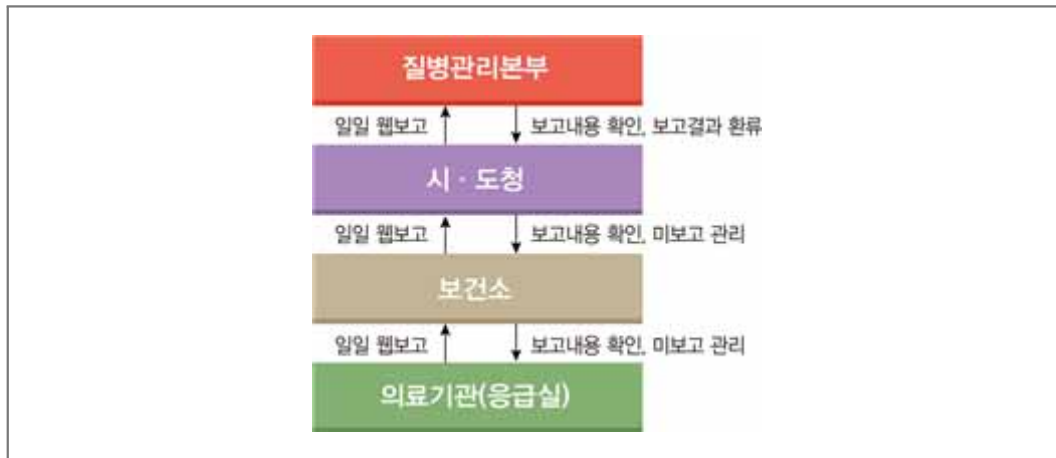 질병관리본부
일일 웹보고 보고내용 확인, 보고결과 환류
시 · 도청
일일 웹보고 보고내용 확인, 미보고 관리
보건소
일일 웹보고 보고내용 확인, 미보고 관리
의료기관(응급실)